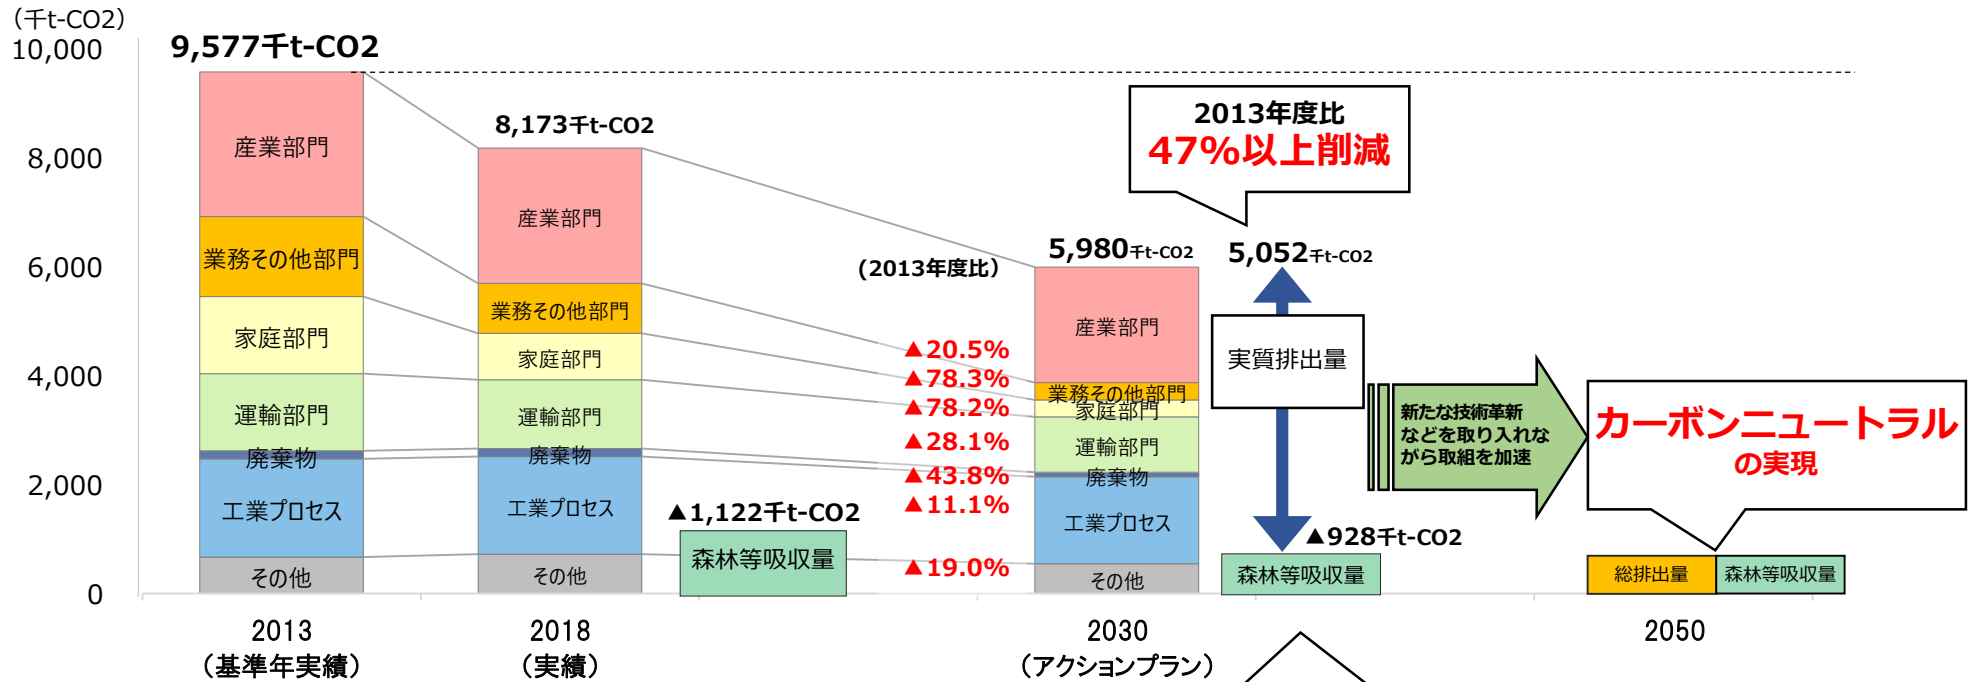 （千t-CO2）
10,000
8,000
6,000
4,000
2,000
0
9,577千t-CO2
産業部門
業務その他部門
家庭部門
運輸部門
廃棄物
工業プロセス
その他
2013
（基準年実績）
8,173千t-CO2
産業部門
業務その他部門
家庭部門
運輸部門
廃棄物
工業プロセス
その他
2018
（実績）
▲1,122千t-CO2
森林等吸収量
（2013年度比）
▲20.5%
▲78.3%
▲78.2%
▲28.1%
▲43.8%
▲11.1%
▲19.0%
5,980千t-CO2
産業部門
業務その他部門
家庭部門
運輸部門
廃棄物
工業プロセス
その他
2030
（アクションプラン）
2013年度比
47%以上削減
5,052千t-CO2
実質排出量
▲928千t-CO2
森林等吸収量
新たな技術革新
などを取り入れな
がら取組を加速
カーボンニュートラル
の実現
総排出量
森林等吸収量
2050